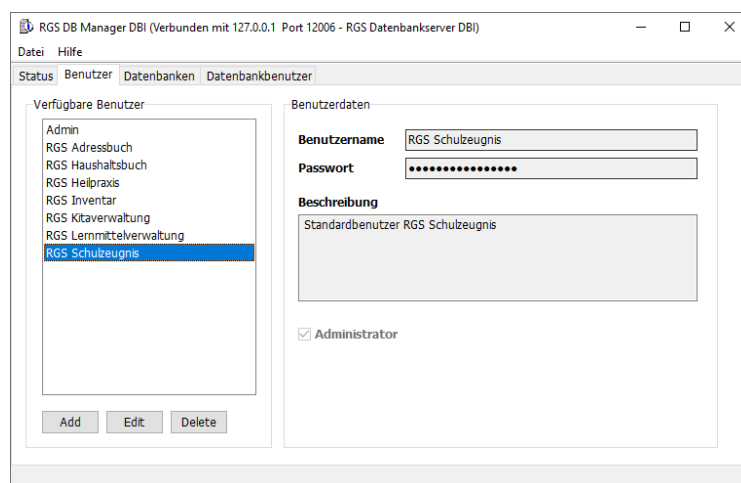 RGS DB Manager DBI (Verbunden mit 127.0.0.1 Port 12006 - RGS Datenbankserver DBI)
Datei Hilfe
Status Benutzer Datenbanken Datenbankbenutzer
Verfügbare Benutzer
Admin
RGS Adressbuch
RGS Haushaltsbuch
RGS Heilpraxis
RGS Inventar
RGS Kitaverwaltung
RGS Lernmittelverwaltung
RGS Schulzeugnis
Add Edit Delete
Benutzerdaten
Benutzername RGS Schulzeugnis
Passwort ••••••••••••••••
Beschreibung
Standardbenutzer RGS Schulzeugnis
Administrator